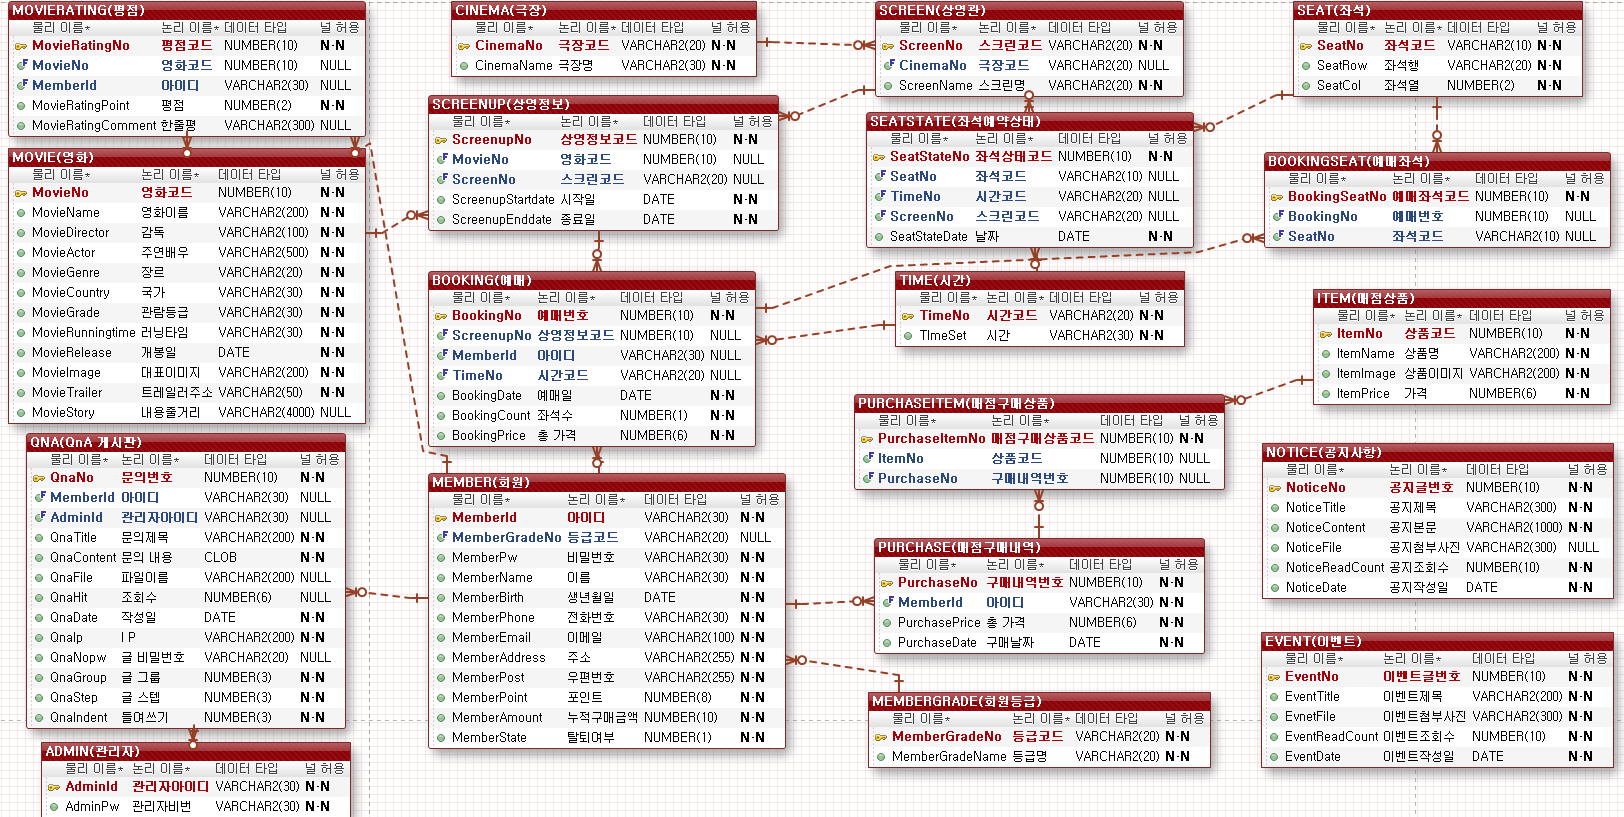 MOVIERATING(평점)
물리 이름* 논리 이름* 데이터 타입 널 허용
MovieRatingNo 평점코드 NUMBER(10) N-N
MovieNo 영화코드 NUMBER(10) NULL
MemberId 아이디 VARCHAR2(30) NULL
MovieRatingPoint 평점 NUMBER(2) N-N
MovieRatingComment 한줄평 VARCHAR2(300) NULL
MOVIE(영화)
물리 이름* 논리 이름* 데이터 타입 널 허용
MovieNo 영화코드 NUMBER(10) N-N
MovieName 영화이름 VARCHAR2(200) N-N
MovieDirector 감독 VARCHAR2(100) N-N
MovieActor 주연배우 VARCHAR2(500) N-N
MovieGenre 장르 VARCHAR2(20) N-N
MovieCountry 국가 VARCHAR2(30) N-N
MovieGrade 관람등급 VARCHAR2(30) N-N
MovieRunningtime 러닝타임 VARCHAR2(30) N-N
MovieRelease 개봉일 DATE N-N
MovieImage 대표이미지 VARCHAR2(200) N-N
MovieTrailer 트레일러주소 VARCHAR2(50) N-N
MovieStory 내용줄거리 VARCHAR2(4000) NULL
QNA(QnA 게시판)
물리 이름* 논리 이름* 데이터 타입 널 허용
QnaNo 문의번호 NUMBER(10) N-N
MemberId 아이디 VARCHAR2(30) NULL
AdminId 관리자아이디 VARCHAR2(30) NULL
QnaTitle 문의제목 VARCHAR2(200) N-N
QnaContent 문의 내용 CLOB N-N
QnaFile 파일이름 VARCHAR2(200) NULL
QnaHit 조회수 NUMBER(6) NULL
QnaDate 작성일 DATE N-N
QnaIp I P VARCHAR2(200) N-N
QnaNopw 글 비밀번호 VARCHAR2(20) NULL
QnaGroup 글 그룹 NUMBER(3) N-N
QnaStep 글 스텝 NUMBER(3) N-N
QnaIndent 들여쓰기 NUMBER(3) N-N
ADMIN(관리자)
물리 이름* 논리 이름* 데이터 타입 널 허용
AdminId 관리자아이디 VARCHAR2(30) N-N
AdminPw 관리자비번 VARCHAR2(30) N-N
CINEMA(극장)
물리 이름* 논리 이름* 데이터 타입 널 허용
CinemaNo 극장코드 VARCHAR2(20) N-N
CinemaName 극장명 VARCHAR2(30) N-N
SCREENUP(상영정보)
물리 이름* 논리 이름* 데이터 타입 널 허용
ScreenupNo 상영정보코드 NUMBER(10) N-N
MovieNo 영화코드 NUMBER(10) NULL
ScreenNo 스크린코드 VARCHAR2(20) NULL
ScreenupStartdate 시작일 DATE N-N
ScreenupEnddate 종료일 DATE N-N
BOOKING(예매)
물리 이름* 논리 이름* 데이터 타입 널 허용
BookingNo 예매번호 NUMBER(10) N-N
ScreenupNo 상영정보코드 NUMBER(10) NULL
MemberId 아이디 VARCHAR2(30) NULL
TimeNo 시간코드 VARCHAR2(20) NULL
BookingDate 예매일 DATE N-N
BookingCount 좌석수 NUMBER(1) N-N
BookingPrice 총 가격 NUMBER(6) N-N
MEMBER(회원)
물리 이름* 논리 이름* 데이터 타입 널 허용
MemberId 아이디 VARCHAR2(30) N-N
MemberGradeNo 등급코드 VARCHAR2(20) NULL
MemberPw 비밀번호 VARCHAR2(30) N-N
MemberName 이름 VARCHAR2(30) N-N
MemberBirth 생년월일 DATE N-N
MemberPhone 전화번호 VARCHAR2(30) N-N
MemberEmail 이메일 VARCHAR2(100) N-N
MemberAddress 주소 VARCHAR2(255) N-N
MemberPost 우편번호 VARCHAR2(255) N-N
MemberPoint 포인트 NUMBER(8) N-N
MemberAmount 누적구매금액 NUMBER(10) N-N
MemberState 탈퇴여부 NUMBER(1) N-N
SCREEN(상영관)
물리 이름* 논리 이름* 데이터 타입 널 허용
ScreenNo 스크린코드 VARCHAR2(20) N-N
CinemaNo 극장코드 VARCHAR2(20) NULL
ScreenName 스크린명 VARCHAR2(30) N-N
SEATSTATE(좌석예약상태)
물리 이름* 논리 이름* 데이터 타입 널 허용
SeatStateNo 좌석상태코드 NUMBER(10) N-N
SeatNo 좌석코드 VARCHAR2(10) NULL
TimeNo 시간코드 VARCHAR2(20) NULL
ScreenNo 스크린코드 VARCHAR2(20) NULL
SeatStateDate 날짜 DATE N-N
TIME(시간)
물리 이름* 논리 이름* 데이터 타입 널 허용
TimeNo 시간코드 VARCHAR2(20) N-N
TImeSet 시간 VARCHAR2(30) N-N
PURCHASEITEM(매점구매상품)
물리 이름* 논리 이름* 데이터 타입 널 허용
PurchaseItemNo 매점구매상품코드 NUMBER(10) N-N
ItemNo 상품코드 NUMBER(10) NULL
PurchaseNo 구매내역번호 NUMBER(10) NULL
PURCHASE(매점구매내역)
물리 이름* 논리 이름* 데이터 타입 널 허용
PurchaseNo 구매내역번호 NUMBER(10) N-N
MemberId 아이디 VARCHAR2(30) N-N
PurchasePrice 총 가격 NUMBER(6) N-N
PurchaseDate 구매날짜 DATE N-N
MEMBERGRADE(회원등급)
물리 이름* 논리 이름* 데이터 타입 널 허용
MemberGradeNo 등급코드 VARCHAR2(20) N-N
MemberGradeName 등급명 VARCHAR2(20) N-N
SEAT(좌석)
물리 이름* 논리 이름* 데이터 타입 널 허용
SeatNo 좌석코드 VARCHAR2(10) N-N
SeatRow 좌석행 VARCHAR2(20) N-N
SeatCol 좌석열 NUMBER(2) N-N
BOOKINGSEAT(예매좌석)
물리 이름* 논리 이름* 데이터 타입 널 허용
BookingSeatNo 예매좌석코드 NUMBER(10) N-N
BookingNo 예매번호 NUMBER(10) NULL
SeatNo 좌석코드 VARCHAR2(10) NULL
ITEM(매점상품)
물리 이름* 논리 이름* 데이터 타입 널 허용
ItemNo 상품코드 NUMBER(10) N-N
ItemName 상품명 VARCHAR2(200) N-N
ItemImage 상품이미지 VARCHAR2(200) N-N
ItemPrice 가격 NUMBER(6) N-N
NOTICE(공지사항)
물리 이름* 논리 이름* 데이터 타입 널 허용
NoticeNo 공지글번호 NUMBER(10) N-N
NoticeTitle 공지제목 VARCHAR2(300) N-N
NoticeContent 공지본문 VARCHAR2(1000) N-N
NoticeFile 공지첨부사진 VARCHAR2(300) NULL
NoticeReadCount 공지조회수 NUMBER(10) N-N
NoticeDate 공지작성일 DATE N-N
EVENT(이벤트)
물리 이름* 논리 이름* 데이터 타입 널 허용
EventNo 이벤트글번호 NUMBER(10) N-N
EventTitle 이벤트제목 VARCHAR2(200) N-N
EvnetFile 이벤트첨부사진 VARCHAR2(300) N-N
EventReadCount 이벤트조회수 NUMBER(10) N-N
EventDate 이벤트작성일 DATE N-N